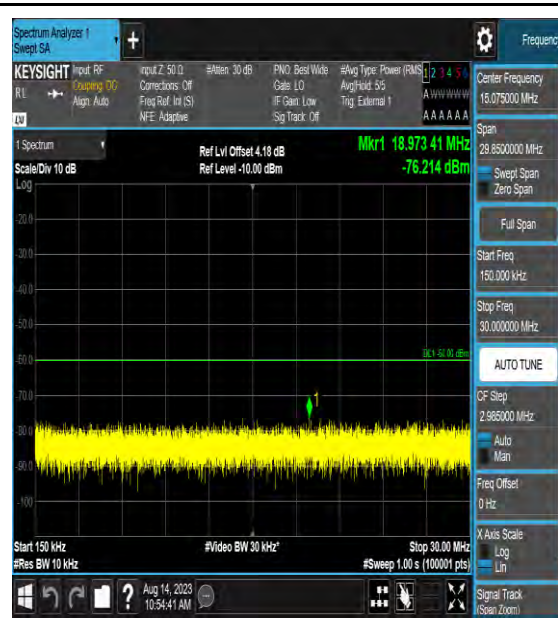 Spectrum Analyzer 1
Swept SA
Frequenc
KEYSIGHT
RL
Input: RF
Coupling: DC
Align: Auto
Input Z: 50 Ω
Corrections: Off
Freq Ref: Int (S)
NFE: Adaptive
#Atten: 30 dB
PNO: Best Wide
Gate: LO
IF Gain: Low
Sig Track: Off
#Avg Type: Power (RMS
Avg|Hold: 5/5
Trig: External 1
1 2 3 4 5 6
A W W W W W
A A A A A A
1 Spectrum
Scale/Div 10 dB
Log
Ref Lvl Offset 4.18 dB
Ref Level -10.00 dBm
Mkr1 18.973 41 MHz
-76.214 dBm
-20.0
-30.0
-40.0
-50.0
-60.0
-70.0
-80.0
-90.0
-100
DL1 -60.00 dBm
1
Start 150 kHz
#Res BW 10 kHz
#Video BW 30 kHz*
Stop 30.00 MHz
#Sweep 1.00 s (100001 pts)
Center Frequency
15.075000 MHz
Span
29.8500000 MHz
Swept Span
Zero Span
Full Span
Start Freq
150.000 kHz
Stop Freq
30.000000 MHz
AUTO TUNE
CF Step
2.985000 MHz
Auto
Man
Freq Offset
0 Hz
X Axis Scale
Log
Lin
Signal Track
(Span Zoom)
?
Aug 14, 2023
10:54:41 AM